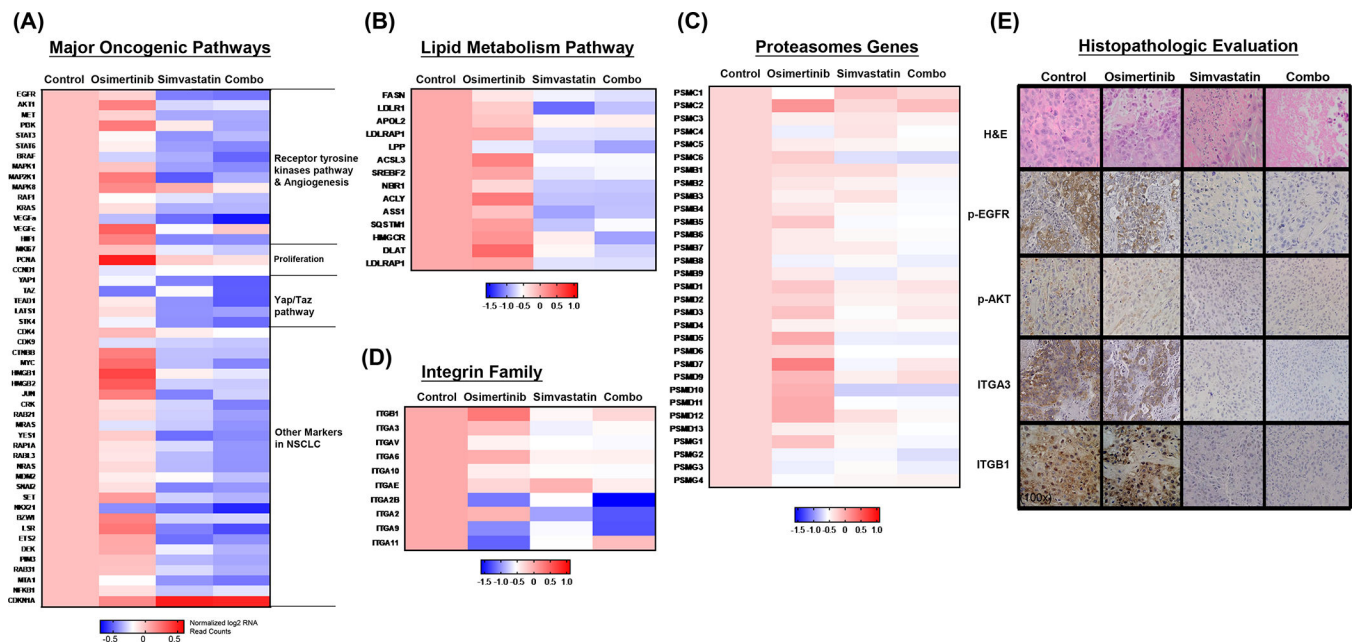 (A)
Major Oncogenic Pathways
Control Osimertinib Simvastatin Combo
EGFR
AKT1
MET
PI3K
STAT3
STAT6
BRAF
MAPK1
MAP2K1
MAPK8
RAF1
KRAS
VEGFa
VEGFc
HIF1
MKI67
PCNA
CCND1
YAP1
TAZ
TEAD1
LATS1
STK4
CDK4
CDK9
CTNBB
MYC
HMGB1
HMGB2
JUN
CRK
RAB21
MRAS
YES1
RAP1A
RABL3
NRAS
MDM2
SNAI2
SET
NKX21
BZW1
LSR
ETS2
DEK
PIM3
RAB31
MTA1
NFKB1
CDKN1A
Receptor tyrosine
kinases pathway
& Angiogenesis
Proliferation
Yap/Taz
pathway
Other Markers
in NSCLC
-0.5 0 0.5
Normalized log2 RNA
Read Counts
(B)
Lipid Metabolism Pathway
Control Osimertinib Simvastatin Combo
FASN
LDLR1
APOL2
LDLRAP1
LPP
ACSL3
SREBF2
NBR1
ACLY
ASS1
SQSTM1
HMGCR
DLAT
LDLRAP1
-1.5 -1.0 -0.5 0 0.5 1.0
(D)
Integrin Family
Control Osimertinib Simvastatin Combo
ITGB1
ITGA3
ITGAV
ITGA6
ITGA10
ITGAE
ITGA2B
ITGA2
ITGA9
ITGA11
-1.5 -1.0 -0.5 0 0.5 1.0
(C)
Proteasomes Genes
Control Osimertinib Simvastatin Combo
PSMC1
PSMC2
PSMC3
PSMC4
PSMC5
PSMC6
PSMB1
PSMB2
PSMB3
PSMB4
PSMB5
PSMB6
PSMB7
PSMB8
PSMB9
PSMD1
PSMD2
PSMD3
PSMD4
PSMD5
PSMD6
PSMD7
PSMD9
PSMD10
PSMD11
PSMD12
PSMD13
PSMG1
PSMG2
PSMG3
PSMG4
-1.5 -1.0 -0.5 0 0.5 1.0
(E)
Histopathologic Evaluation
Control Osimertinib Simvastatin Combo
H&E
p-EGFR
p-AKT
ITGA3
ITGB1
(100x)